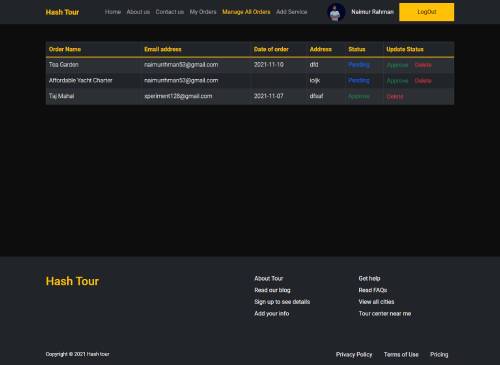 Hash Tour Home About us Contact us My Orders Manage All Orders Add Service Naimur Rahman LogOut
Order Name Email address Date of order Address Status Update Status
Tea Garden naimurrhman53@gmail.com 2021-11-10 dfd Pending Approve Delete
Affordable Yacht Charter naimurrhman53@gmail.com iojk Pending Approve Delete
Taj Mahal xperiment128@gmail.com 2021-11-07 dfsaf Approve Delete
Hash Tour
About Tour Get help
Read our blog Read FAQs
Sign up to see details View all cities
Add your info Tour center near me
Copyright © 2021 Hash tour Privacy Policy Terms of Use Pricing